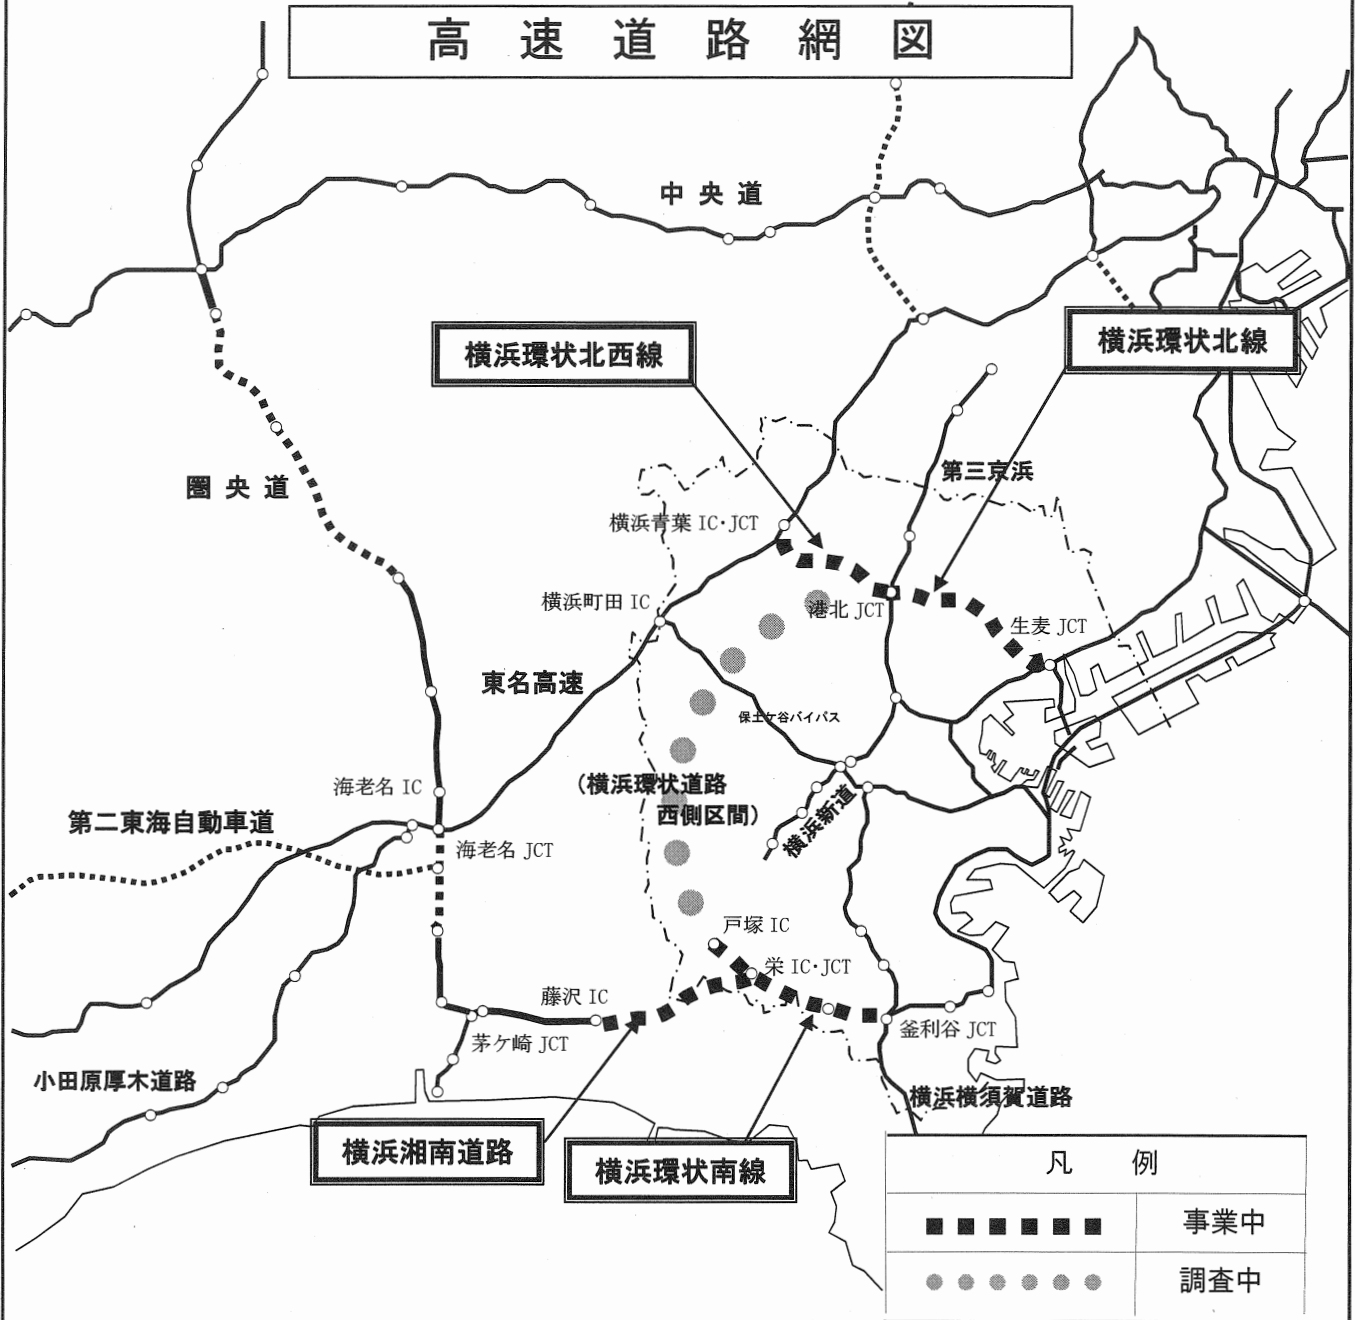 高速道路網図
中央道
横浜環状北西線
横浜環状北線
圏央道
第三京浜
横浜青葉 IC・JCT
横浜町田 IC
港北 JCT
生麦 JCT
東名高速
保土ケ谷バイパス
海老名 IC
(横浜環状道路
西側区間)
横浜新道
第二東海自動車道
海老名 JCT
戸塚 IC
栄 IC・JCT
藤沢 IC
茅ケ崎 JCT
釜利谷 JCT
小田原厚木道路
横浜横須賀道路
横浜湘南道路
横浜環状南線
凡例
事業中
調査中